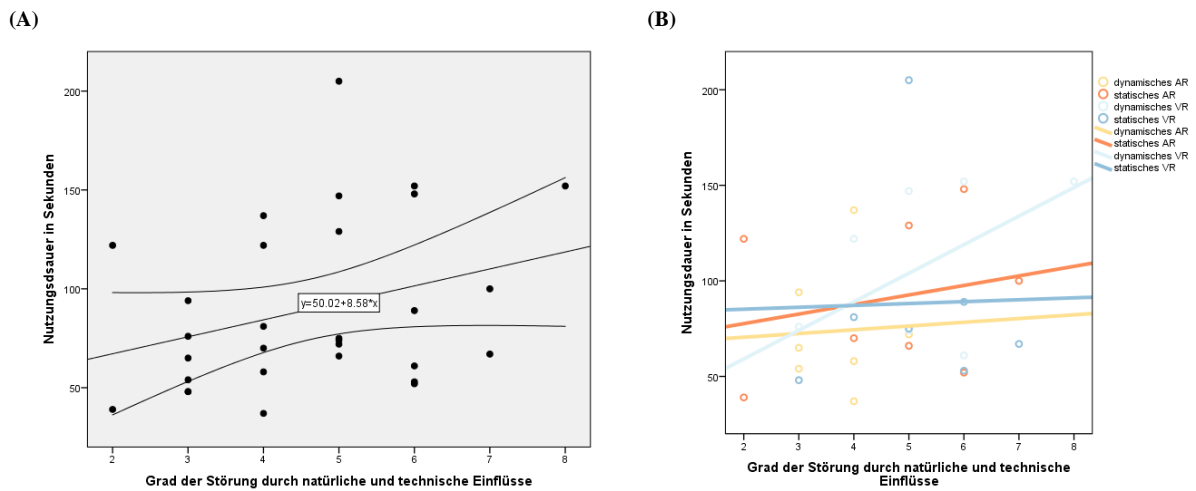 (A)
(B)
Nutzungsdsauer in Sekunden
200
150
100
50
y=50.02+8.58*x
2 3 4 5 6 7 8
Grad der Störung durch natürliche und technische Einflüsse
Nutzungsdauer in Sekunden
200
150
100
50
2 3 4 5 6 7 8
Grad der Störung durch natürliche und technische
Einflüsse
dynamisches AR
statisches AR
dynamisches VR
statisches VR
dynamisches AR
statisches AR
dynamisches VR
statisches VR